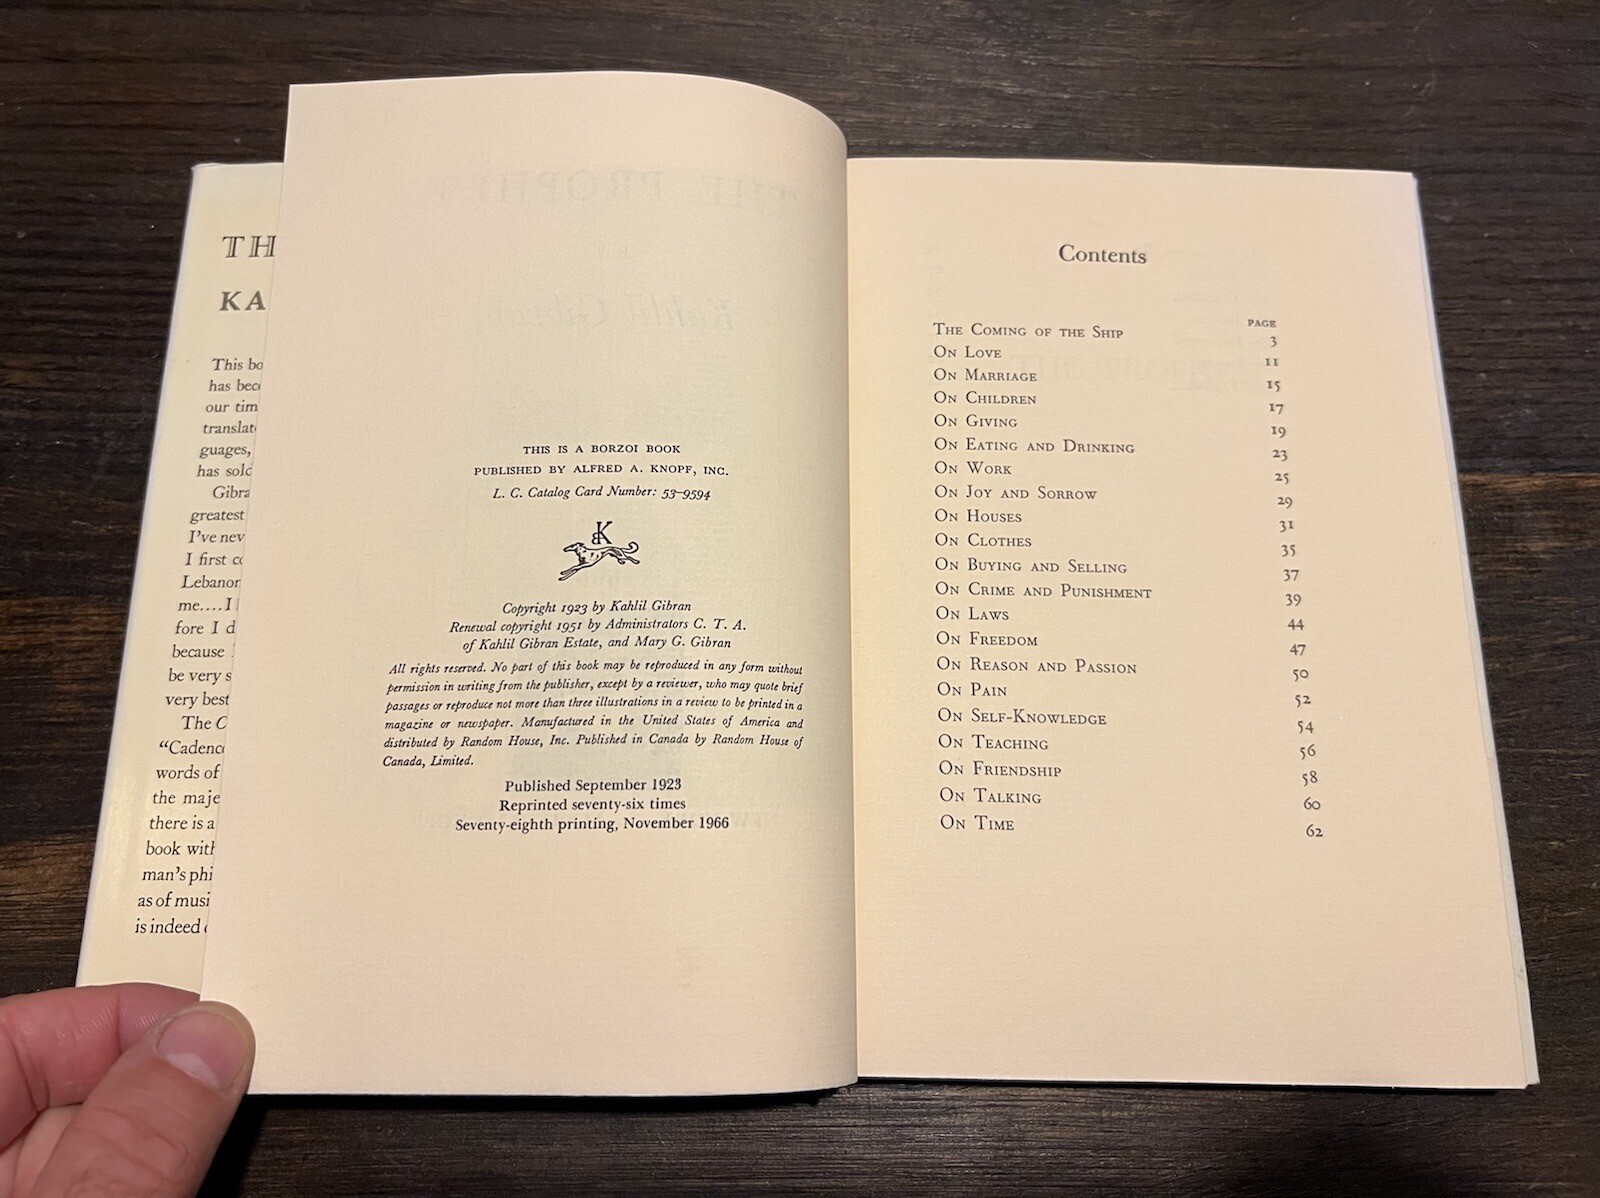 TH
KA
This bo
has bec
our tim
translat
guages,
has sold
Gibra
greatest
I've nev
I first co
Lebanon
me....I
fore I d
because
be very s
very best
The C
"Cadenc
words of
the maje
there is a
book with
man's phi
as of musi
is indeed
THIS IS A BORZOI BOOK
PUBLISHED BY ALFRED A. KNOPF, INC.
L. C. Catalog Card Number: 53-9594
Copyright 1923 by Kahlil Gibran
Renewal copyright 1951 by Administrators C. T. A.
of Kahlil Gibran Estate, and Mary G. Gibran
All rights reserved. No part of this book may be reproduced in any form without
permission in writing from the publisher, except by a reviewer, who may quote brief
passages or reproduce not more than three illustrations in a review to be printed in a
magazine or newspaper. Manufactured in the United States of America and
distributed by Random House, Inc. Published in Canada by Random House of
Canada, Limited.
Published September 1923
Reprinted seventy-six times
Seventy-eighth printing, November 1966
Contents
PAGE
The Coming of the Ship 3
On Love 11
On Marriage 15
On Children 17
On Giving 19
On Eating and Drinking 23
On Work 25
On Joy and Sorrow 29
On Houses 31
On Clothes 35
On Buying and Selling 37
On Crime and Punishment 39
On Laws 44
On Freedom 47
On Reason and Passion 50
On Pain 52
On Self-Knowledge 54
On Teaching 56
On Friendship 58
On Talking 60
On Time 62